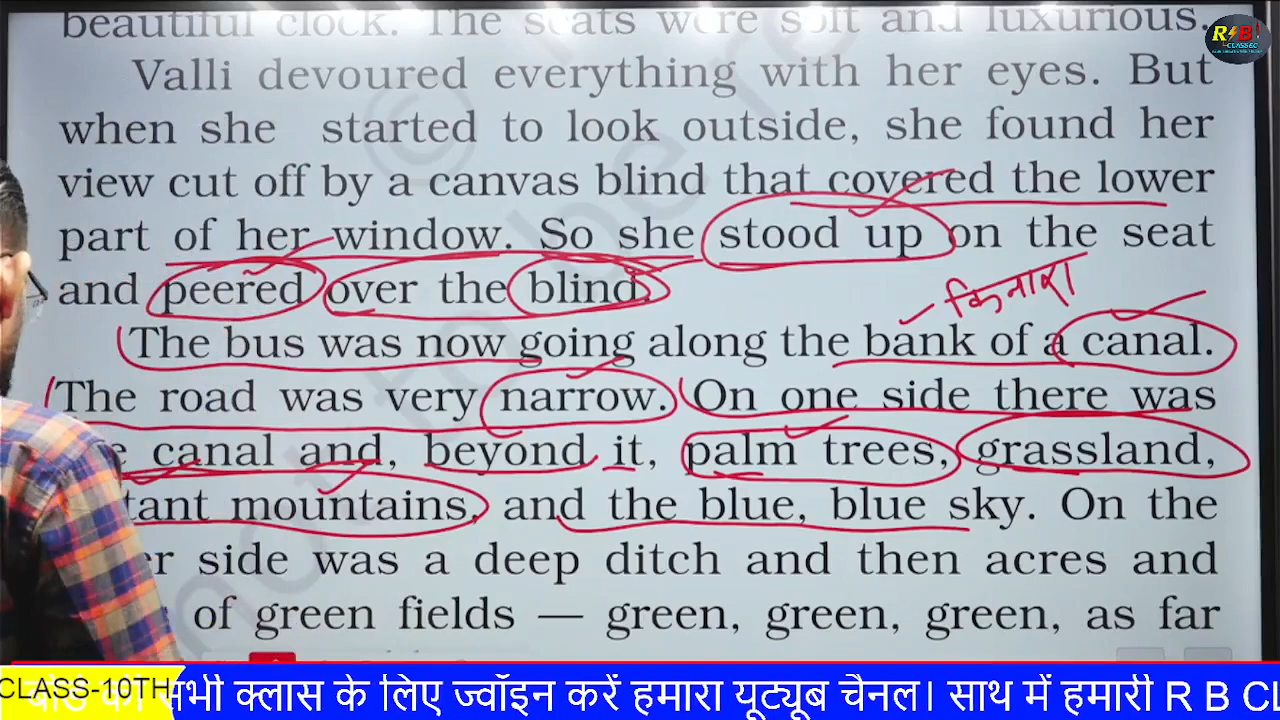 beautiful clock. The seats were soft and luxurious.
R B!
CLASSEC
Valli devoured everything with her eyes. But
when she started to look outside, she found her
view cut off by a canvas blind that covered the lower
part of her window. So she stood up on the seat
and peered over the blind.
किनारा
The bus was now going along the bank of a canal.
The road was very narrow. On one side there was
e canal and, beyond it, palm trees, grassland,
tant mountains, and the blue, blue sky. On the
er side was a deep ditch and then acres and
of green fields — green, green, green, as far
CLASS-10TH
सभी क्लास के लिए ज्वॉइन करें हमारा यूट्यूब चैनल। साथ में हमारी R B CL